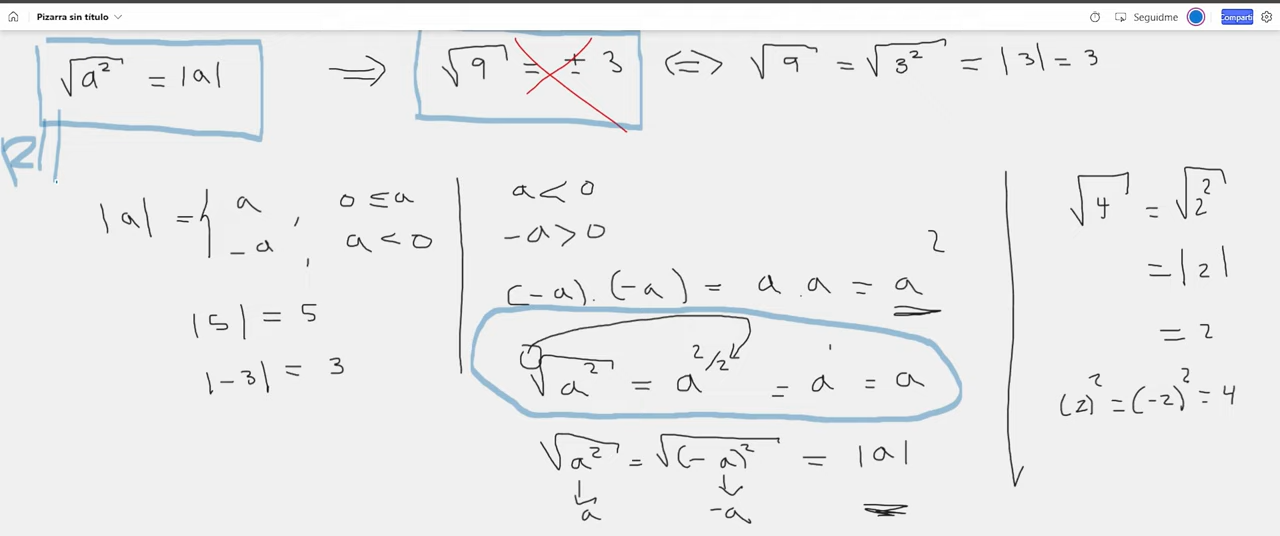 Pizarra sin título
Seguidme
Comparti
√a² = |a| ⟹ √9 = ± 3 ⟺ √9 = √3² = |3| = 3
R//
|a| = { a , 0 ≤ a
-a , a < 0
|5| = 5
|-3| = 3
a < 0
-a > 0
(-a) . (-a) = a . a = a²
√a² = a^2/2 = a¹ = a
√a² = √(-a)² = |a|
a -a
√4 = √2²
= |2|
= 2
(2)² = (-2)² = 4